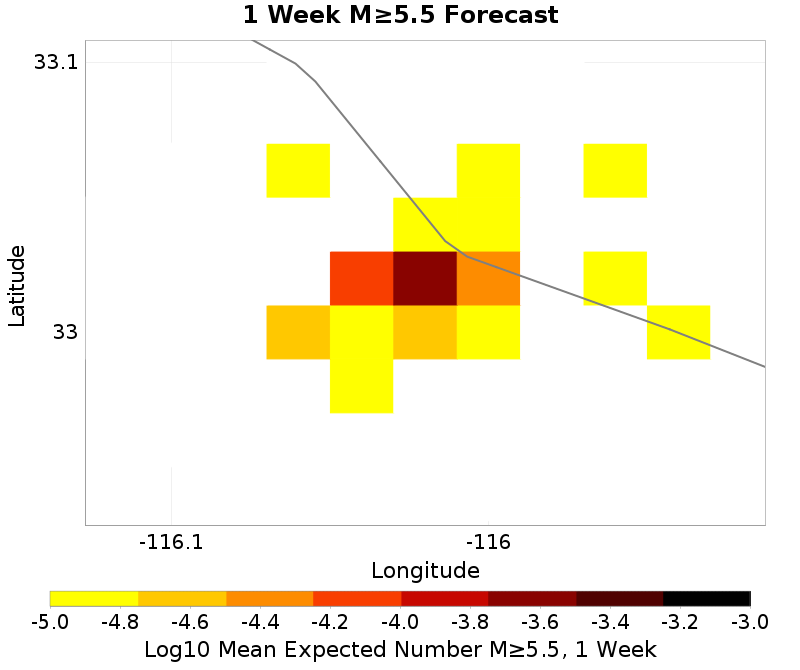 1 Week M≥5.5 Forecast
33.1
33
Latitude
-116.1 -116
Longitude
-5.0 -4.8 -4.6 -4.4 -4.2 -4.0 -3.8 -3.6 -3.4 -3.2 -3.0
Log10 Mean Expected Number M≥5.5, 1 Week